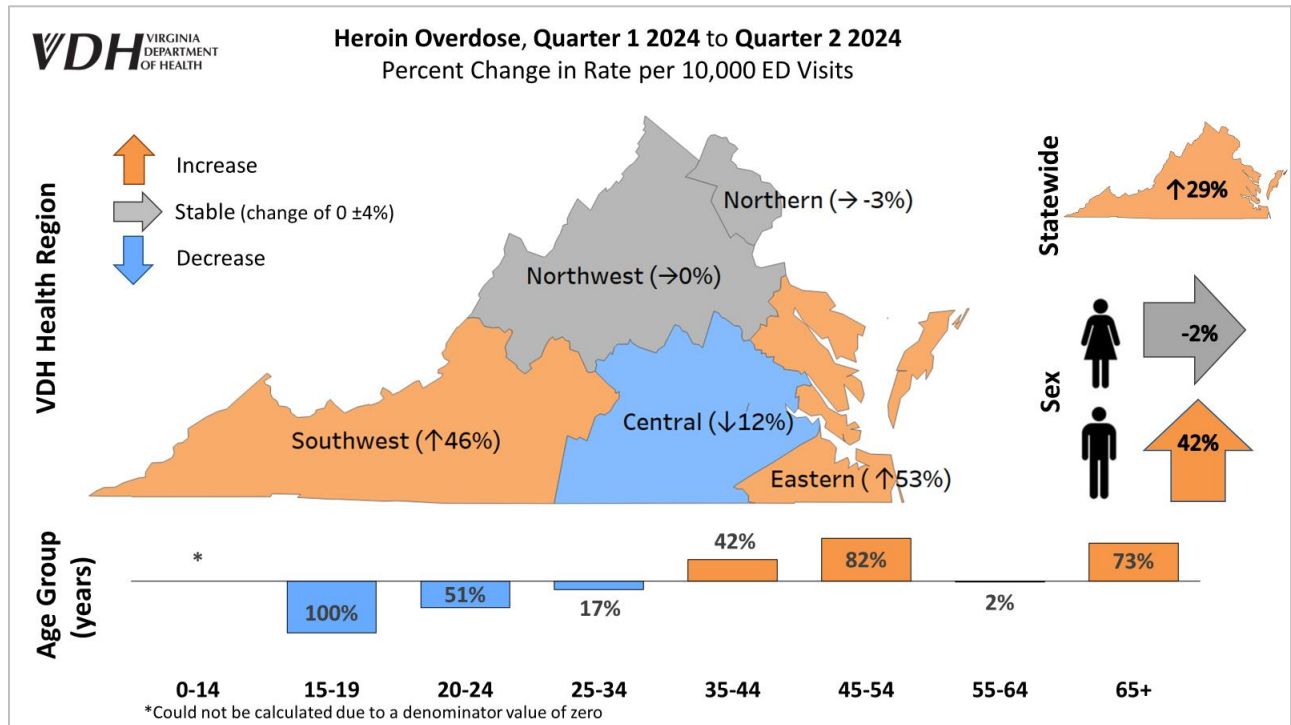 VDH VIRGINIA
DEPARTMENT
OF HEALTH
Heroin Overdose, Quarter 1 2024 to Quarter 2 2024
Percent Change in Rate per 10,000 ED Visits
VDH Health Region
Increase
Stable (change of 0 ±4%)
Decrease
Northern (→ -3%)
Northwest (→0%)
Southwest (↑46%)
Central (↓12%)
Eastern ( ↑53%)
Statewide
↑29%
Sex
-2%
42%
Age Group
(years)
*
100%
51%
17%
42%
82%
2%
73%
0-14 15-19 20-24 25-34 35-44 45-54 55-64 65+
*Could not be calculated due to a denominator value of zero